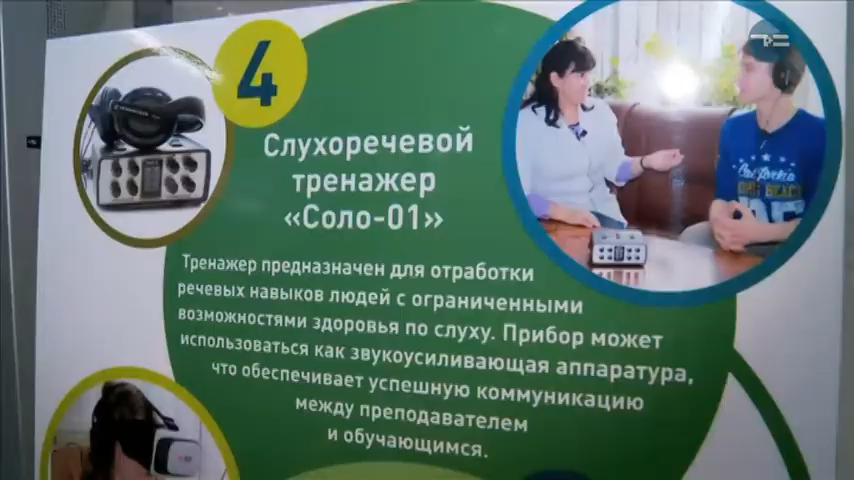 4
Слухоречевой
тренажер
«Соло-01»
Тренажер предназначен для отработки
речевых навыков людей с ограниченными
возможностями здоровья по слуху. Прибор может
использоваться как звукоусиливающая аппаратура,
что обеспечивает успешную коммуникацию
между преподавателем
и обучающимся.